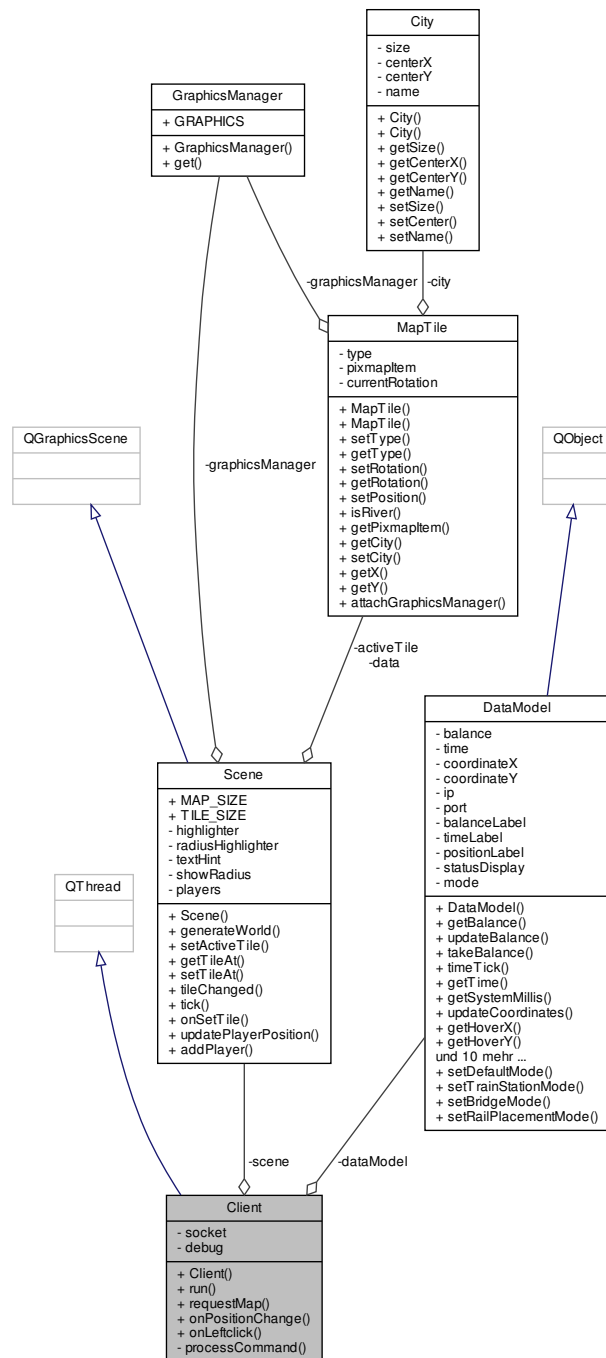 City
- size
- centerX
- centerY
- name
+ City()
+ City()
+ getSize()
+ getCenterX()
+ getCenterY()
+ getName()
+ setSize()
+ setCenter()
+ setName()
GraphicsManager
+ GRAPHICS
+ GraphicsManager()
+ get()
-graphicsManager
-city
MapTile
- type
- pixmapItem
- currentRotation
+ MapTile()
+ MapTile()
+ setType()
+ getType()
+ setRotation()
+ getRotation()
+ setPosition()
+ isRiver()
+ getPixmapItem()
+ getCity()
+ setCity()
+ getX()
+ getY()
+ attachGraphicsManager()
QGraphicsScene
-graphicsManager
QObject
-activeTile
-data
DataModel
- balance
- time
- coordinateX
- coordinateY
- ip
- port
- balanceLabel
- timeLabel
- positionLabel
- statusDisplay
- mode
+ DataModel()
+ getBalance()
+ updateBalance()
+ takeBalance()
+ timeTick()
+ getTime()
+ getSystemMillis()
+ updateCoordinates()
+ getHoverX()
+ getHoverY()
und 10 mehr ...
+ setDefaultMode()
+ setTrainStationMode()
+ setBridgeMode()
+ setRailPlacementMode()
Scene
+ MAP_SIZE
+ TILE_SIZE
- highlighter
- radiusHighlighter
- textHint
- showRadius
- players
+ Scene()
+ generateWorld()
+ setActiveTile()
+ getTileAt()
+ setTileAt()
+ tileChanged()
+ tick()
+ onSetTile()
+ updatePlayerPosition()
+ addPlayer()
QThread
-scene
-dataModel
Client
- socket
- debug
+ Client()
+ run()
+ requestMap()
+ onPositionChange()
+ onLeftclick()
- processCommand()